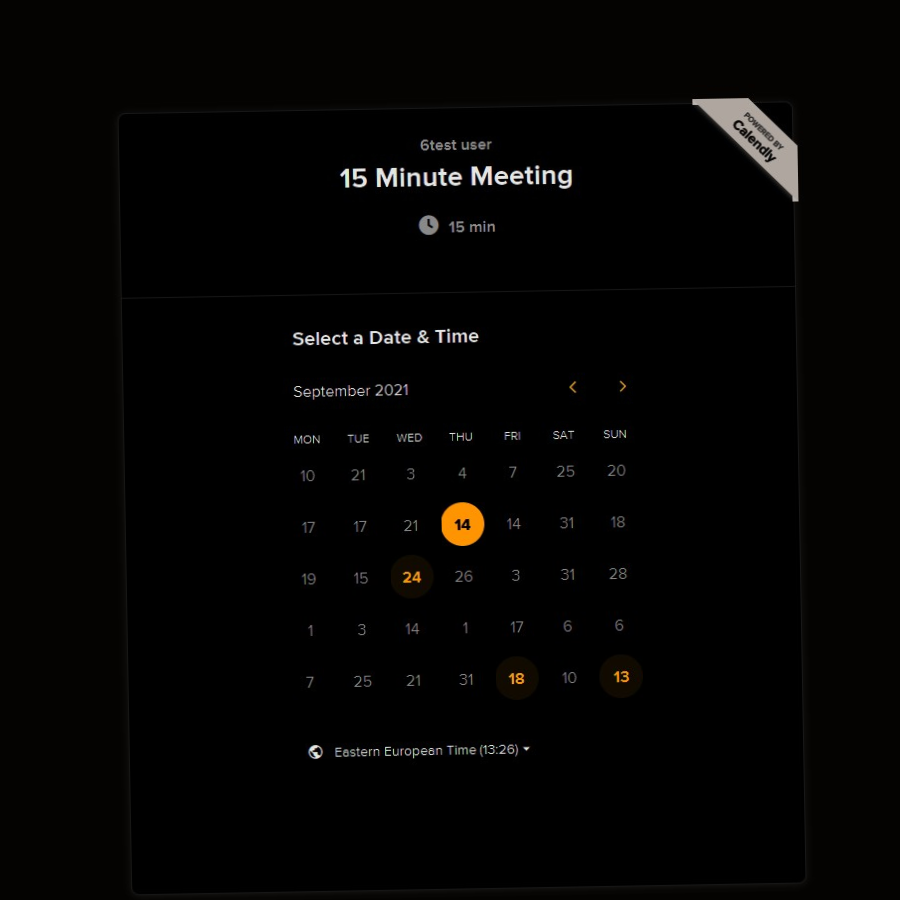 POWERED BY
Calendly
6test user
15 Minute Meeting
15 min
Select a Date & Time
September 2021
MON TUE WED THU FRI SAT SUN
10 21 3 4 7 25 20
17 17 21 14 14 31 18
19 15 24 26 3 31 28
1 3 14 1 17 6 6
7 25 21 31 18 10 13
Eastern European Time (13:26)